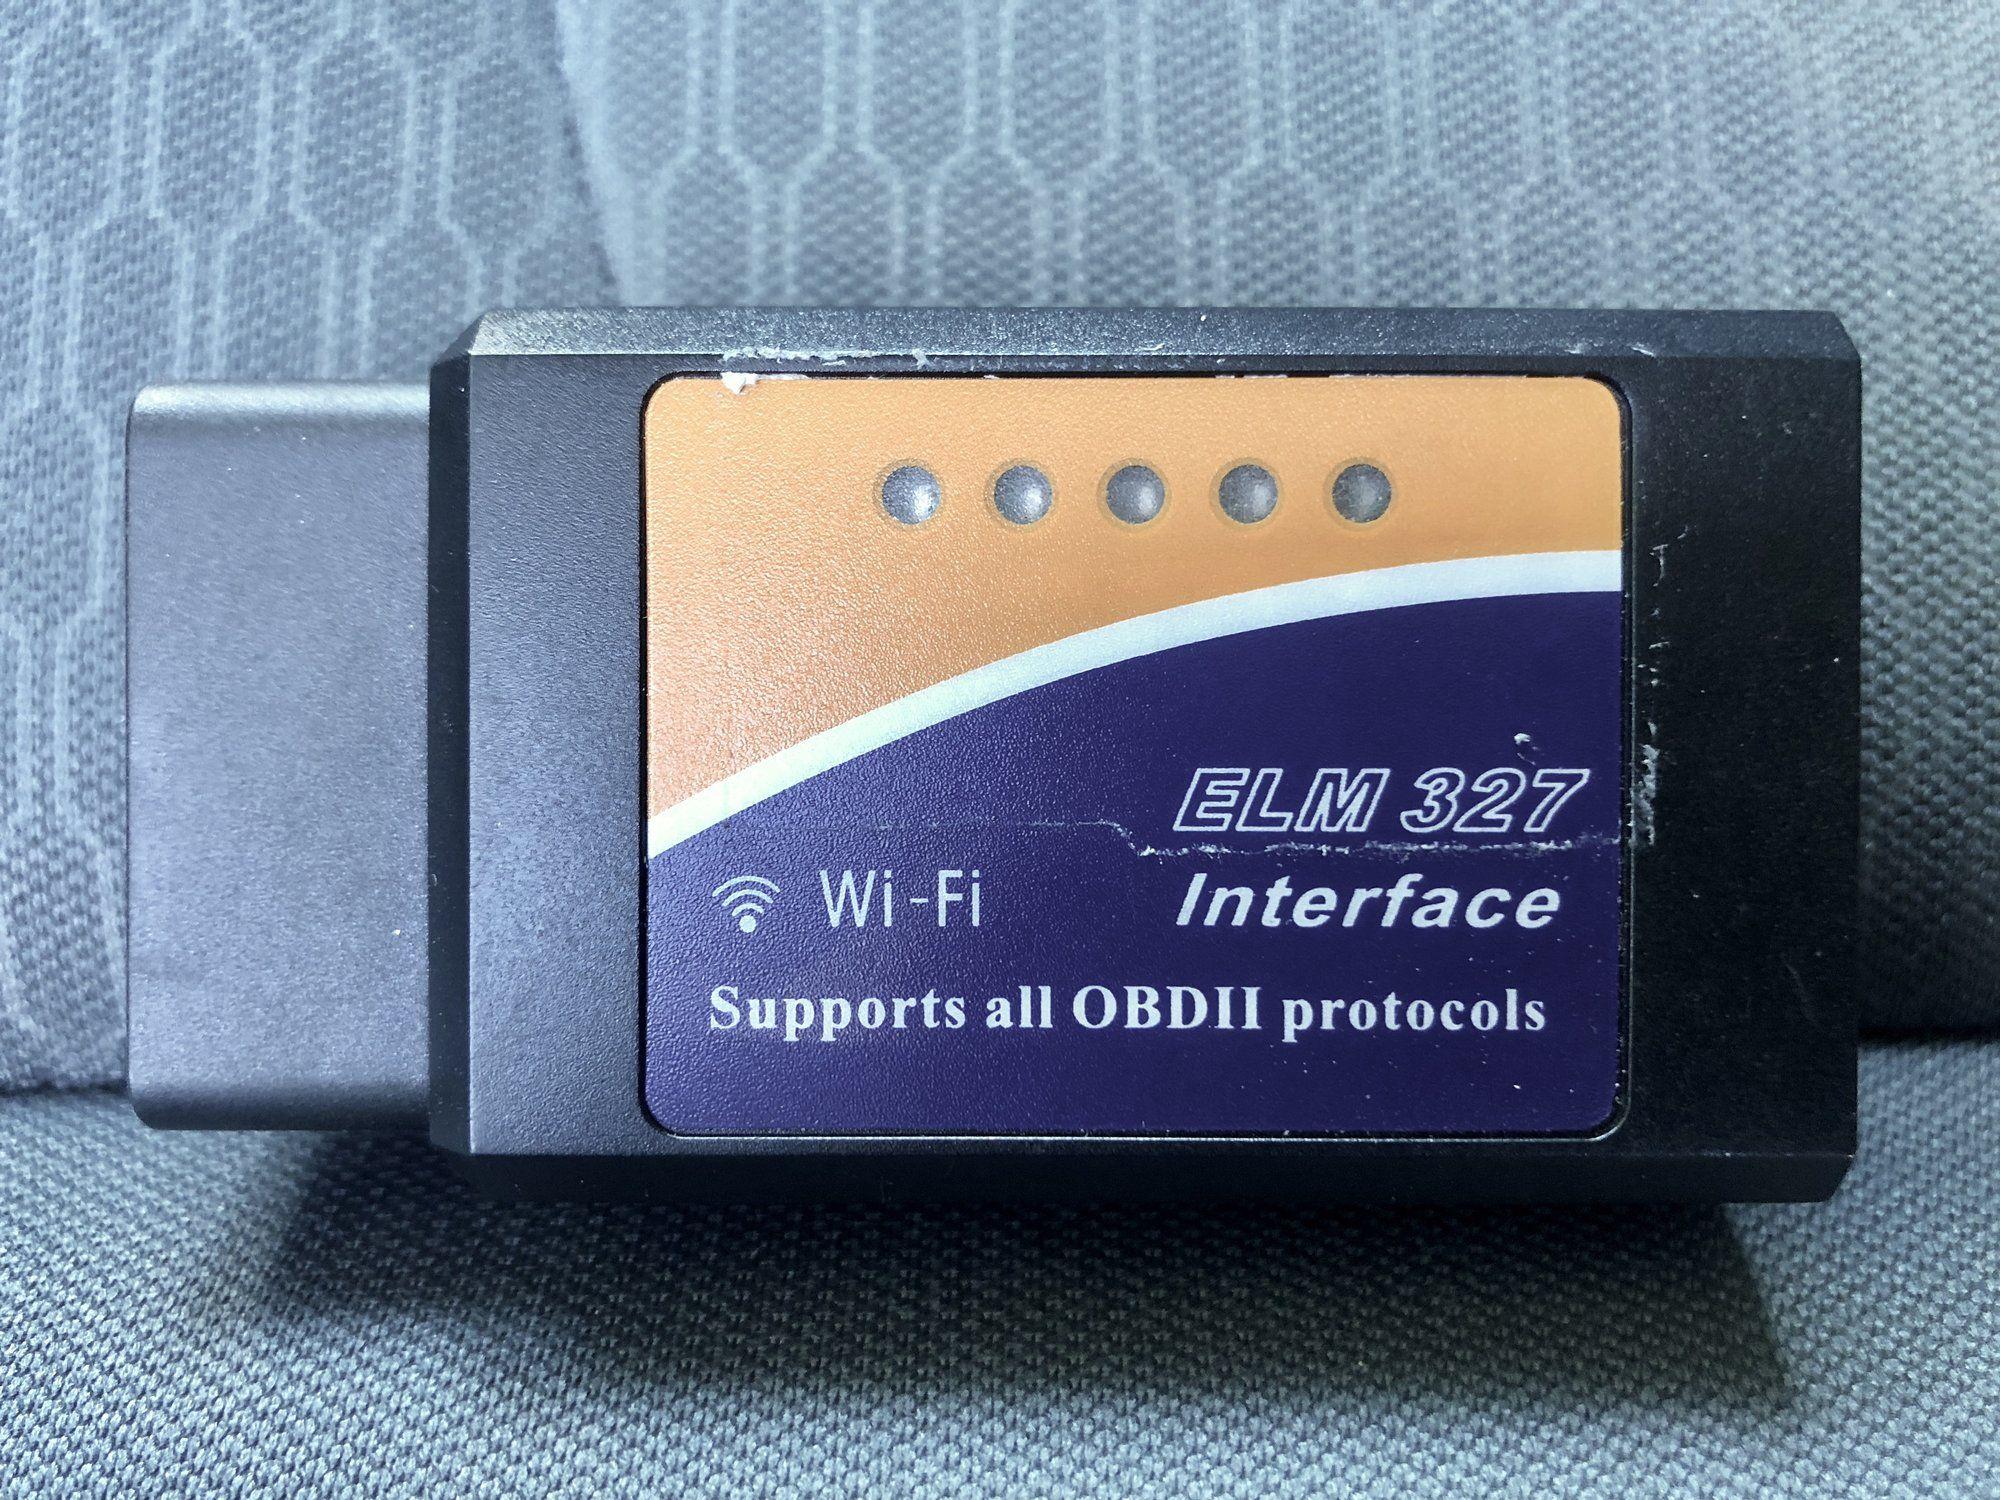 ELM 327
Wi-Fi Interface
Supports all OBDII protocols